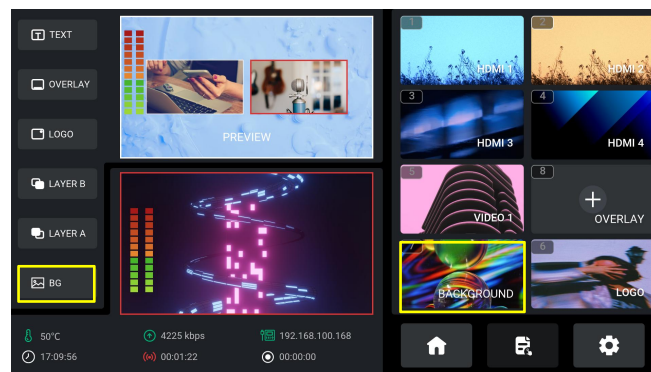 TEXT
OVERLAY
LOGO
LAYER B
LAYER A
BG
PREVIEW
1
HDMI 1
2
HDMI 2
3
HDMI 3
4
HDMI 4
5
VIDEO 1
8
OVERLAY
BACKGROUND
6
LOGO
50°C
4225 kbps
192.168.100.168
17:09:56
00:01:22
00:00:00